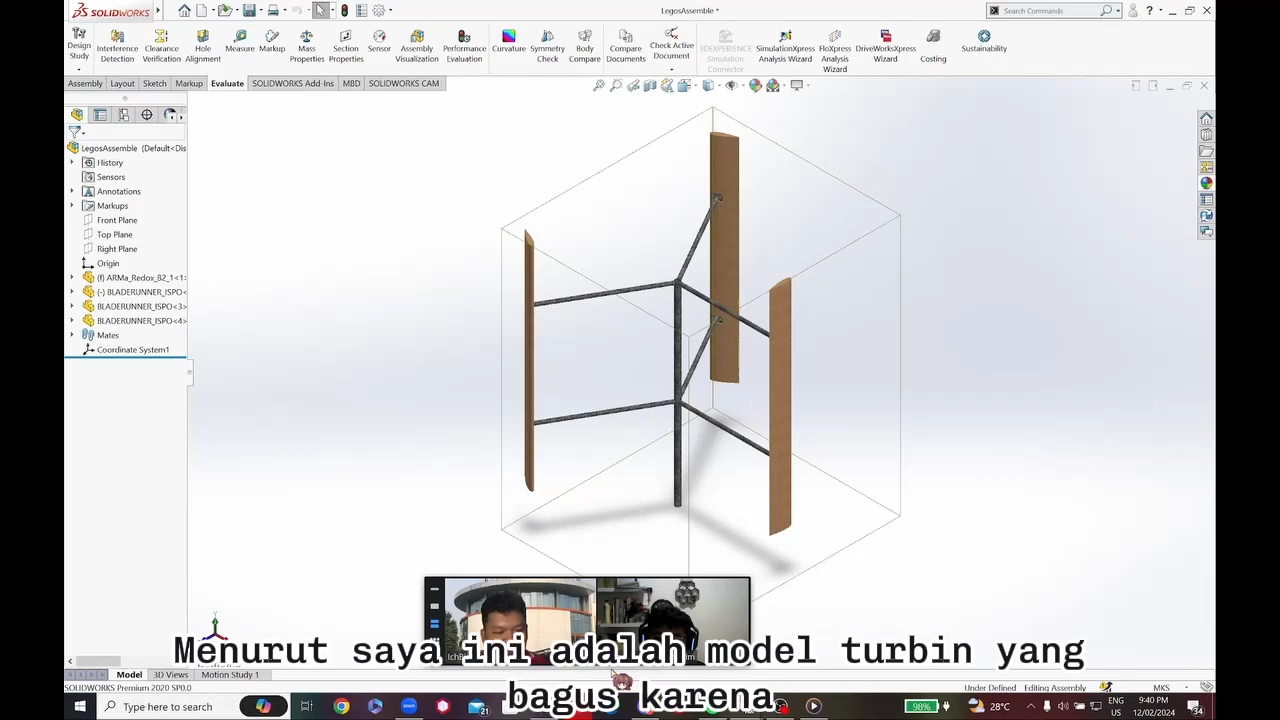 SOLIDWORKS
LegosAssemble *
Search Commands
Design Study
Interference Detection
Clearance Verification
Hole Alignment
Measure
Markup
Mass Properties
Section Properties
Sensor
Assembly Visualization
Performance Evaluation
Curvature
Symmetry Check
Body Compare
Compare Documents
Check Active Document
3DEXPERIENCE Simulation Connector
SimulationXpress Analysis Wizard
FloXpress Analysis Wizard
DriveWorksXpress Wizard
Costing
Sustainability
Assembly Layout Sketch Markup Evaluate SOLIDWORKS Add-Ins MBD SOLIDWORKS CAM
LegosAssemble (Default<Dis
History
Sensors
Annotations
Markups
Front Plane
Top Plane
Right Plane
Origin
(f) ARMa_Redox_B2_1<1>
(-) BLADERUNNER_ISPO<
BLADERUNNER_ISPO<3>
BLADERUNNER_ISPO<4>
Mates
Coordinate System1
Menurut saya ini adalah model turbin yang
bagus karena
Model 3D Views Motion Study 1
SOLIDWORKS Premium 2020 SP0.0
Under Defined Editing Assembly MKS
Type here to search
21
98%
28°C
ENG
US
9:40 PM
12/02/2024